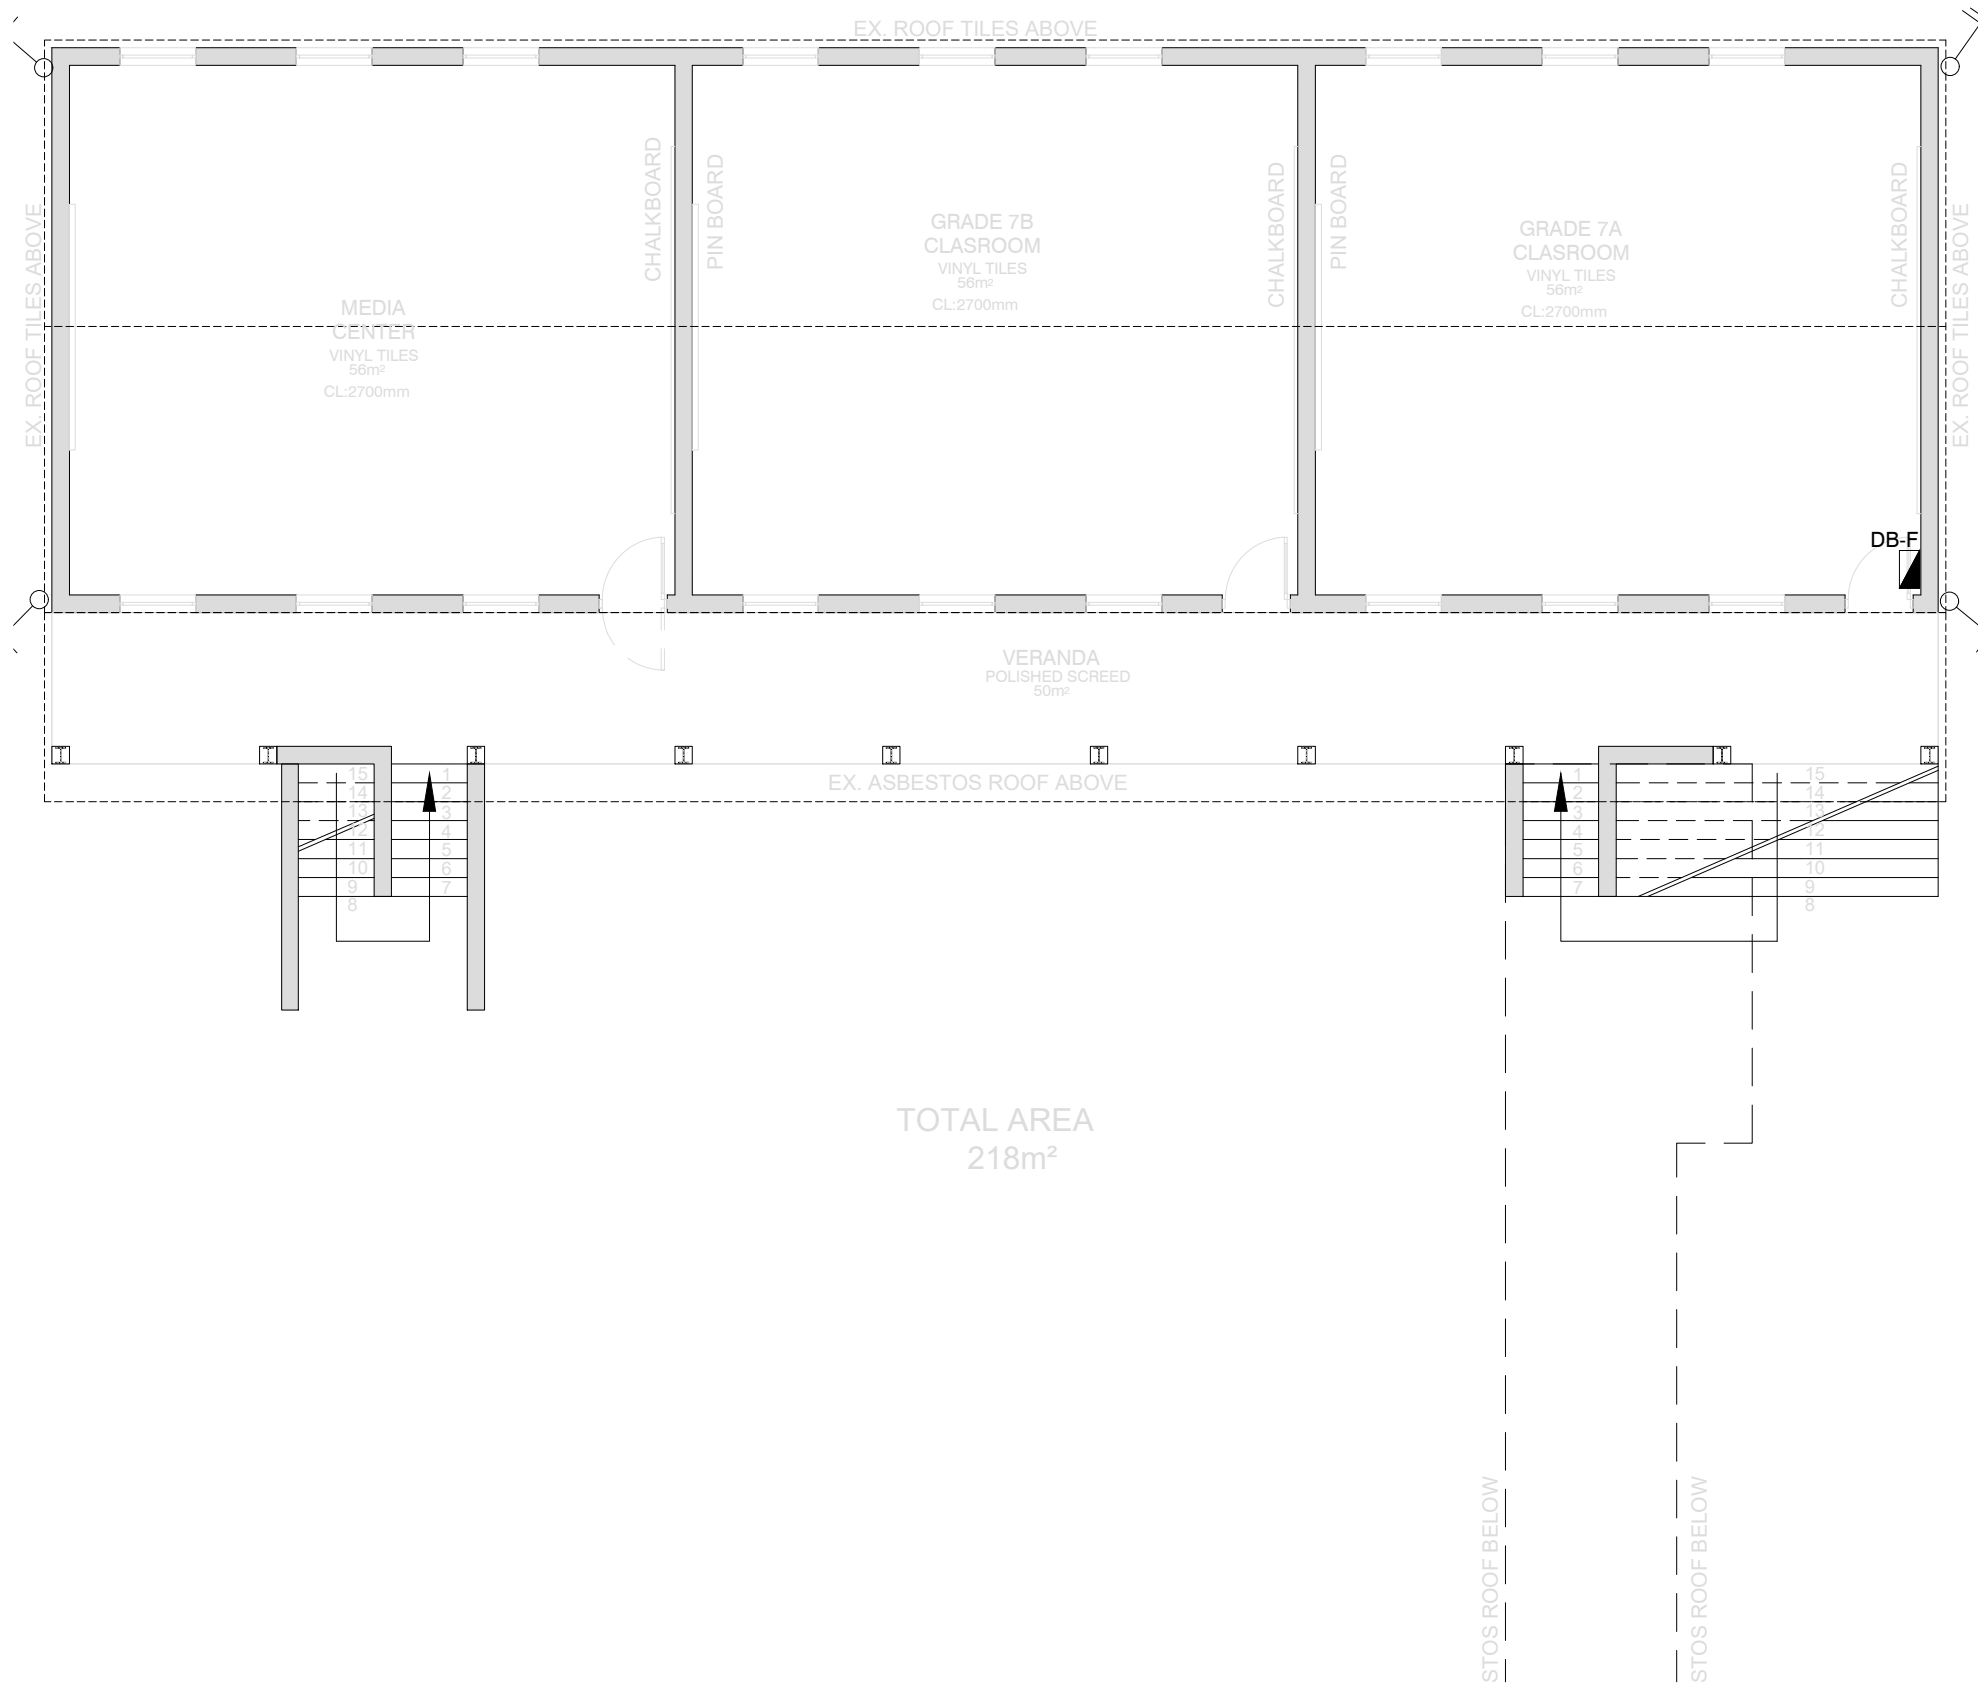 EX. ROOF TILES ABOVE
EX. ROOF TILES ABOVE
MEDIA
CENTER
VINYL TILES
56m²
CL:2700mm
CHALKBOARD
PIN BOARD
GRADE 7B
CLASROOM
VINYL TILES
56m²
CL:2700mm
CHALKBOARD
PIN BOARD
GRADE 7A
CLASROOM
VINYL TILES
56m²
CL:2700mm
CHALKBOARD
EX. ROOF TILES ABOVE
DB-F
VERANDA
POLISHED SCREED
50m²
EX. ASBESTOS ROOF ABOVE
15
14
13
12
11
10
9
8
1
2
3
4
5
6
7
1
2
3
4
5
6
7
15
14
13
12
11
10
9
8
TOTAL AREA
218m²
STOS ROOF BELOW
STOS ROOF BELOW